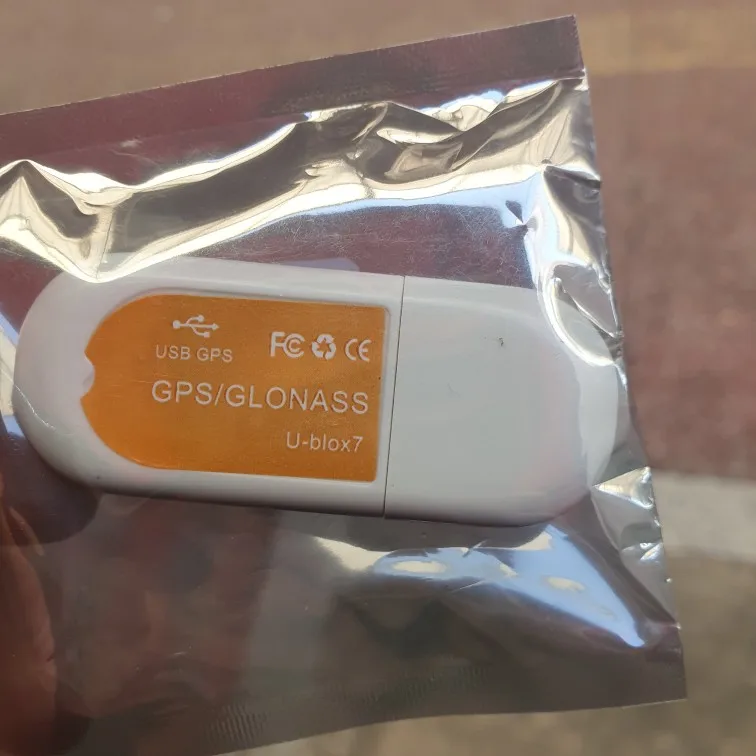 USB GPS
FC CE
GPS/GLONASS
U-blox7